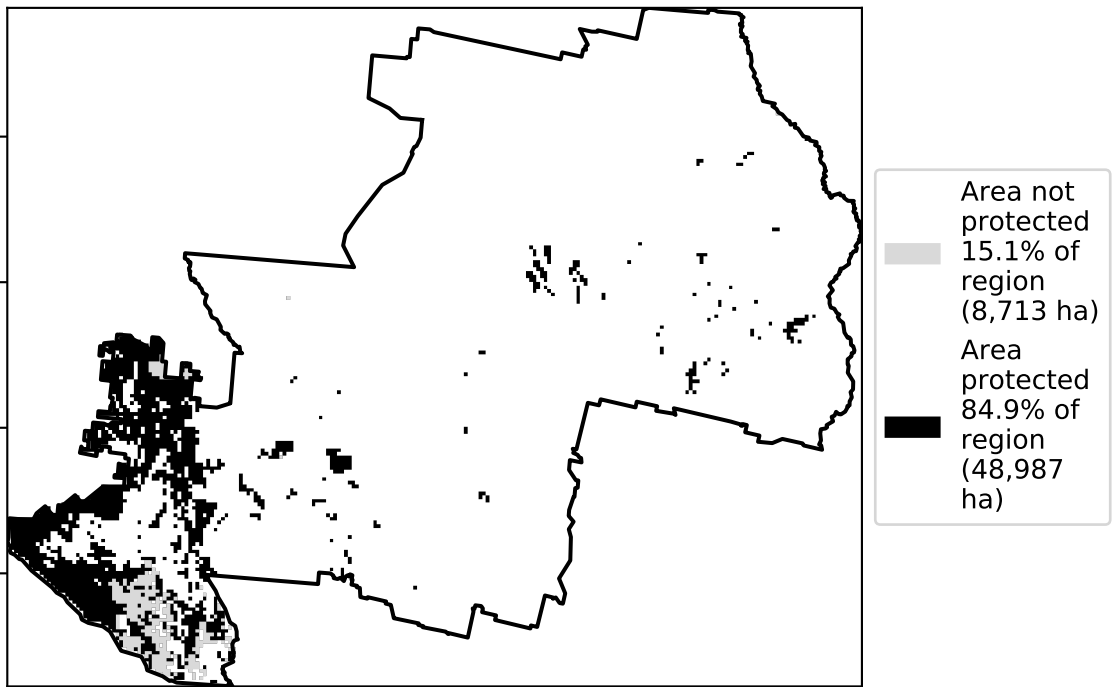 Area not
protected
15.1% of
region
(8,713 ha)
Area
protected
84.9% of
region
(48,987
ha)